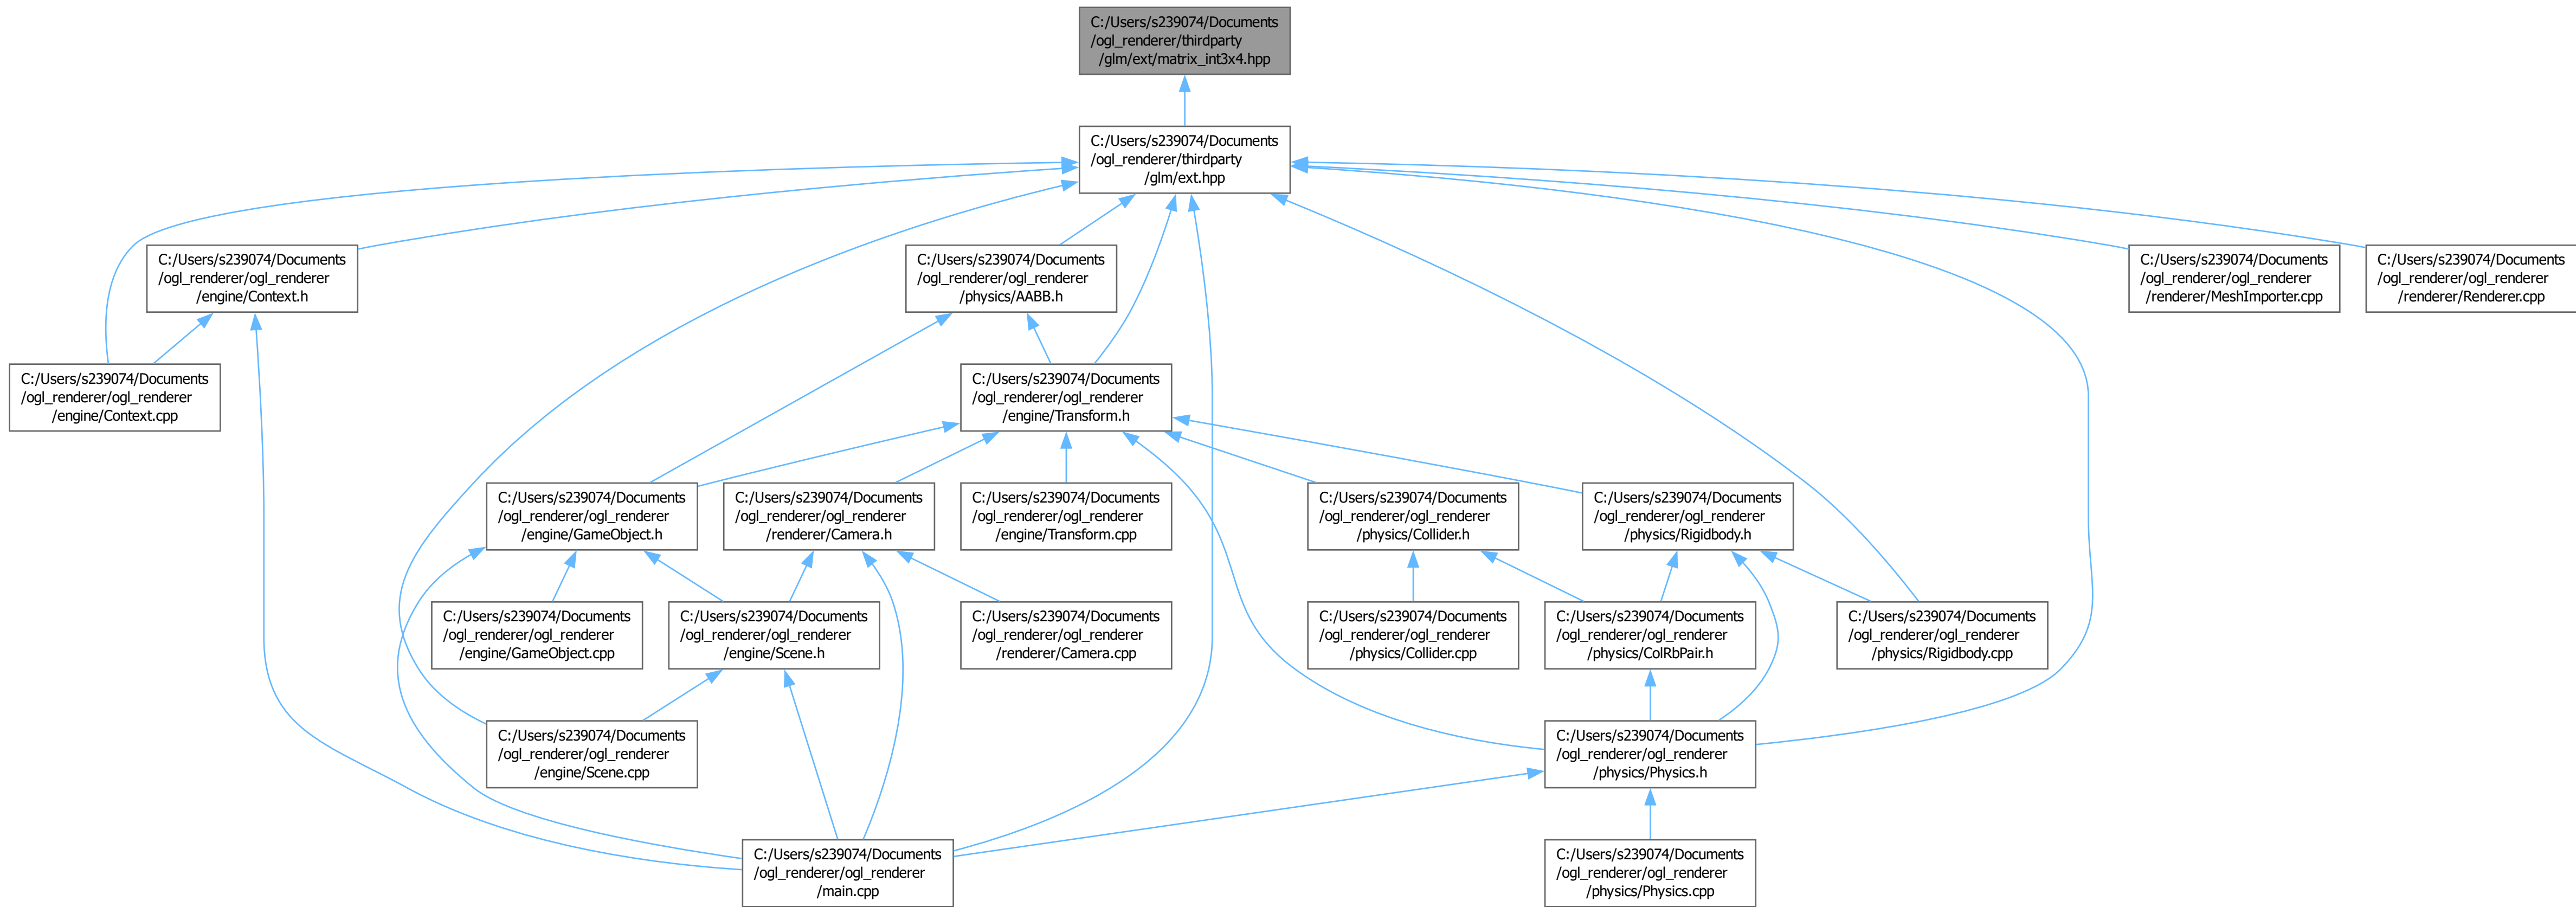 C:/Users/s239074/Documents
/ogl_renderer/thirdparty
/glm/ext/matrix_int3x4.hpp
C:/Users/s239074/Documents
/ogl_renderer/thirdparty
/glm/ext.hpp
C:/Users/s239074/Documents
/ogl_renderer/ogl_renderer
/engine/Context.h
C:/Users/s239074/Documents
/ogl_renderer/ogl_renderer
/physics/AABB.h
C:/Users/s239074/Documents
/ogl_renderer/ogl_renderer
/renderer/MeshImporter.cpp
C:/Users/s239074/Documents
/ogl_renderer/ogl_renderer
/renderer/Renderer.cpp
C:/Users/s239074/Documents
/ogl_renderer/ogl_renderer
/engine/Context.cpp
C:/Users/s239074/Documents
/ogl_renderer/ogl_renderer
/engine/Transform.h
C:/Users/s239074/Documents
/ogl_renderer/ogl_renderer
/engine/GameObject.h
C:/Users/s239074/Documents
/ogl_renderer/ogl_renderer
/renderer/Camera.h
C:/Users/s239074/Documents
/ogl_renderer/ogl_renderer
/engine/Transform.cpp
C:/Users/s239074/Documents
/ogl_renderer/ogl_renderer
/physics/Collider.h
C:/Users/s239074/Documents
/ogl_renderer/ogl_renderer
/physics/Rigidbody.h
C:/Users/s239074/Documents
/ogl_renderer/ogl_renderer
/engine/GameObject.cpp
C:/Users/s239074/Documents
/ogl_renderer/ogl_renderer
/engine/Scene.h
C:/Users/s239074/Documents
/ogl_renderer/ogl_renderer
/renderer/Camera.cpp
C:/Users/s239074/Documents
/ogl_renderer/ogl_renderer
/physics/Collider.cpp
C:/Users/s239074/Documents
/ogl_renderer/ogl_renderer
/physics/ColRbPair.h
C:/Users/s239074/Documents
/ogl_renderer/ogl_renderer
/physics/Rigidbody.cpp
C:/Users/s239074/Documents
/ogl_renderer/ogl_renderer
/engine/Scene.cpp
C:/Users/s239074/Documents
/ogl_renderer/ogl_renderer
/physics/Physics.h
C:/Users/s239074/Documents
/ogl_renderer/ogl_renderer
/main.cpp
C:/Users/s239074/Documents
/ogl_renderer/ogl_renderer
/physics/Physics.cpp